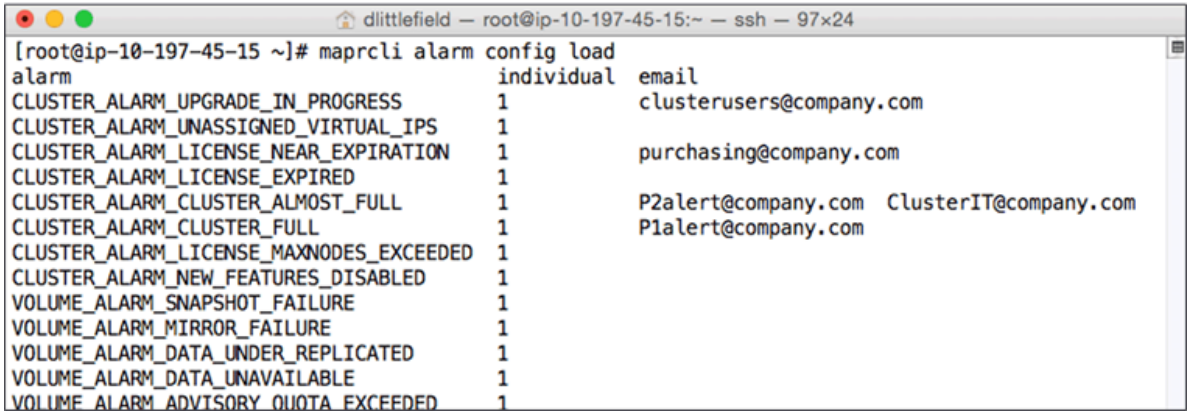 dlittlefield — root@ip-10-197-45-15:~ — ssh — 97×24
[root@ip-10-197-45-15 ~]# maprcli alarm config load
alarm individual email
CLUSTER_ALARM_UPGRADE_IN_PROGRESS 1 clusterusers@company.com
CLUSTER_ALARM_UNASSIGNED_VIRTUAL_IPS 1
CLUSTER_ALARM_LICENSE_NEAR_EXPIRATION 1 purchasing@company.com
CLUSTER_ALARM_LICENSE_EXPIRED 1
CLUSTER_ALARM_CLUSTER_ALMOST_FULL 1 P2alert@company.com ClusterIT@company.com
CLUSTER_ALARM_CLUSTER_FULL 1 P1alert@company.com
CLUSTER_ALARM_LICENSE_MAXNODES_EXCEEDED 1
CLUSTER_ALARM_NEW_FEATURES_DISABLED 1
VOLUME_ALARM_SNAPSHOT_FAILURE 1
VOLUME_ALARM_MIRROR_FAILURE 1
VOLUME_ALARM_DATA_UNDER_REPLICATED 1
VOLUME_ALARM_DATA_UNAVAILABLE 1
VOLUME_ALARM_ADVISORY_QUOTA_EXCEEDED 1